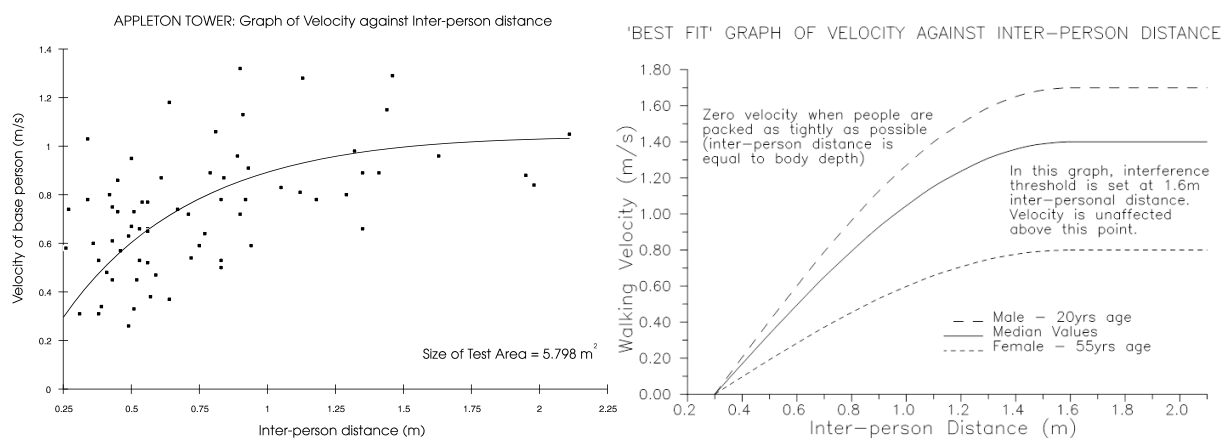 APPLETON TOWER: Graph of Velocity against Inter-person distance
Velocity of base person (m/s)
1.4
1.2
1
0.8
0.6
0.4
0.2
0
0.25
0.5
0.75
1
1.25
1.5
1.75
2
2.25
Size of Test Area = 5.798 m²
Inter-person distance (m)
'BEST FIT' GRAPH OF VELOCITY AGAINST INTER−PERSON DISTANCE
Walking Velocity (m/s)
1.80
1.60
1.40
1.20
1.00
0.80
0.60
0.40
0.20
0.00
Zero velocity when people are
packed as tightly as possible
(inter−person distance is
equal to body depth)
In this graph, interference
threshold is set at 1.6m
inter−personal distance.
Velocity is unaffected
above this point.
Male − 20yrs age
Median Values
Female − 55yrs age
0.2
0.4
0.6
0.8
1.0
1.2
1.4
1.6
1.8
2.0
Inter−person Distance (m)